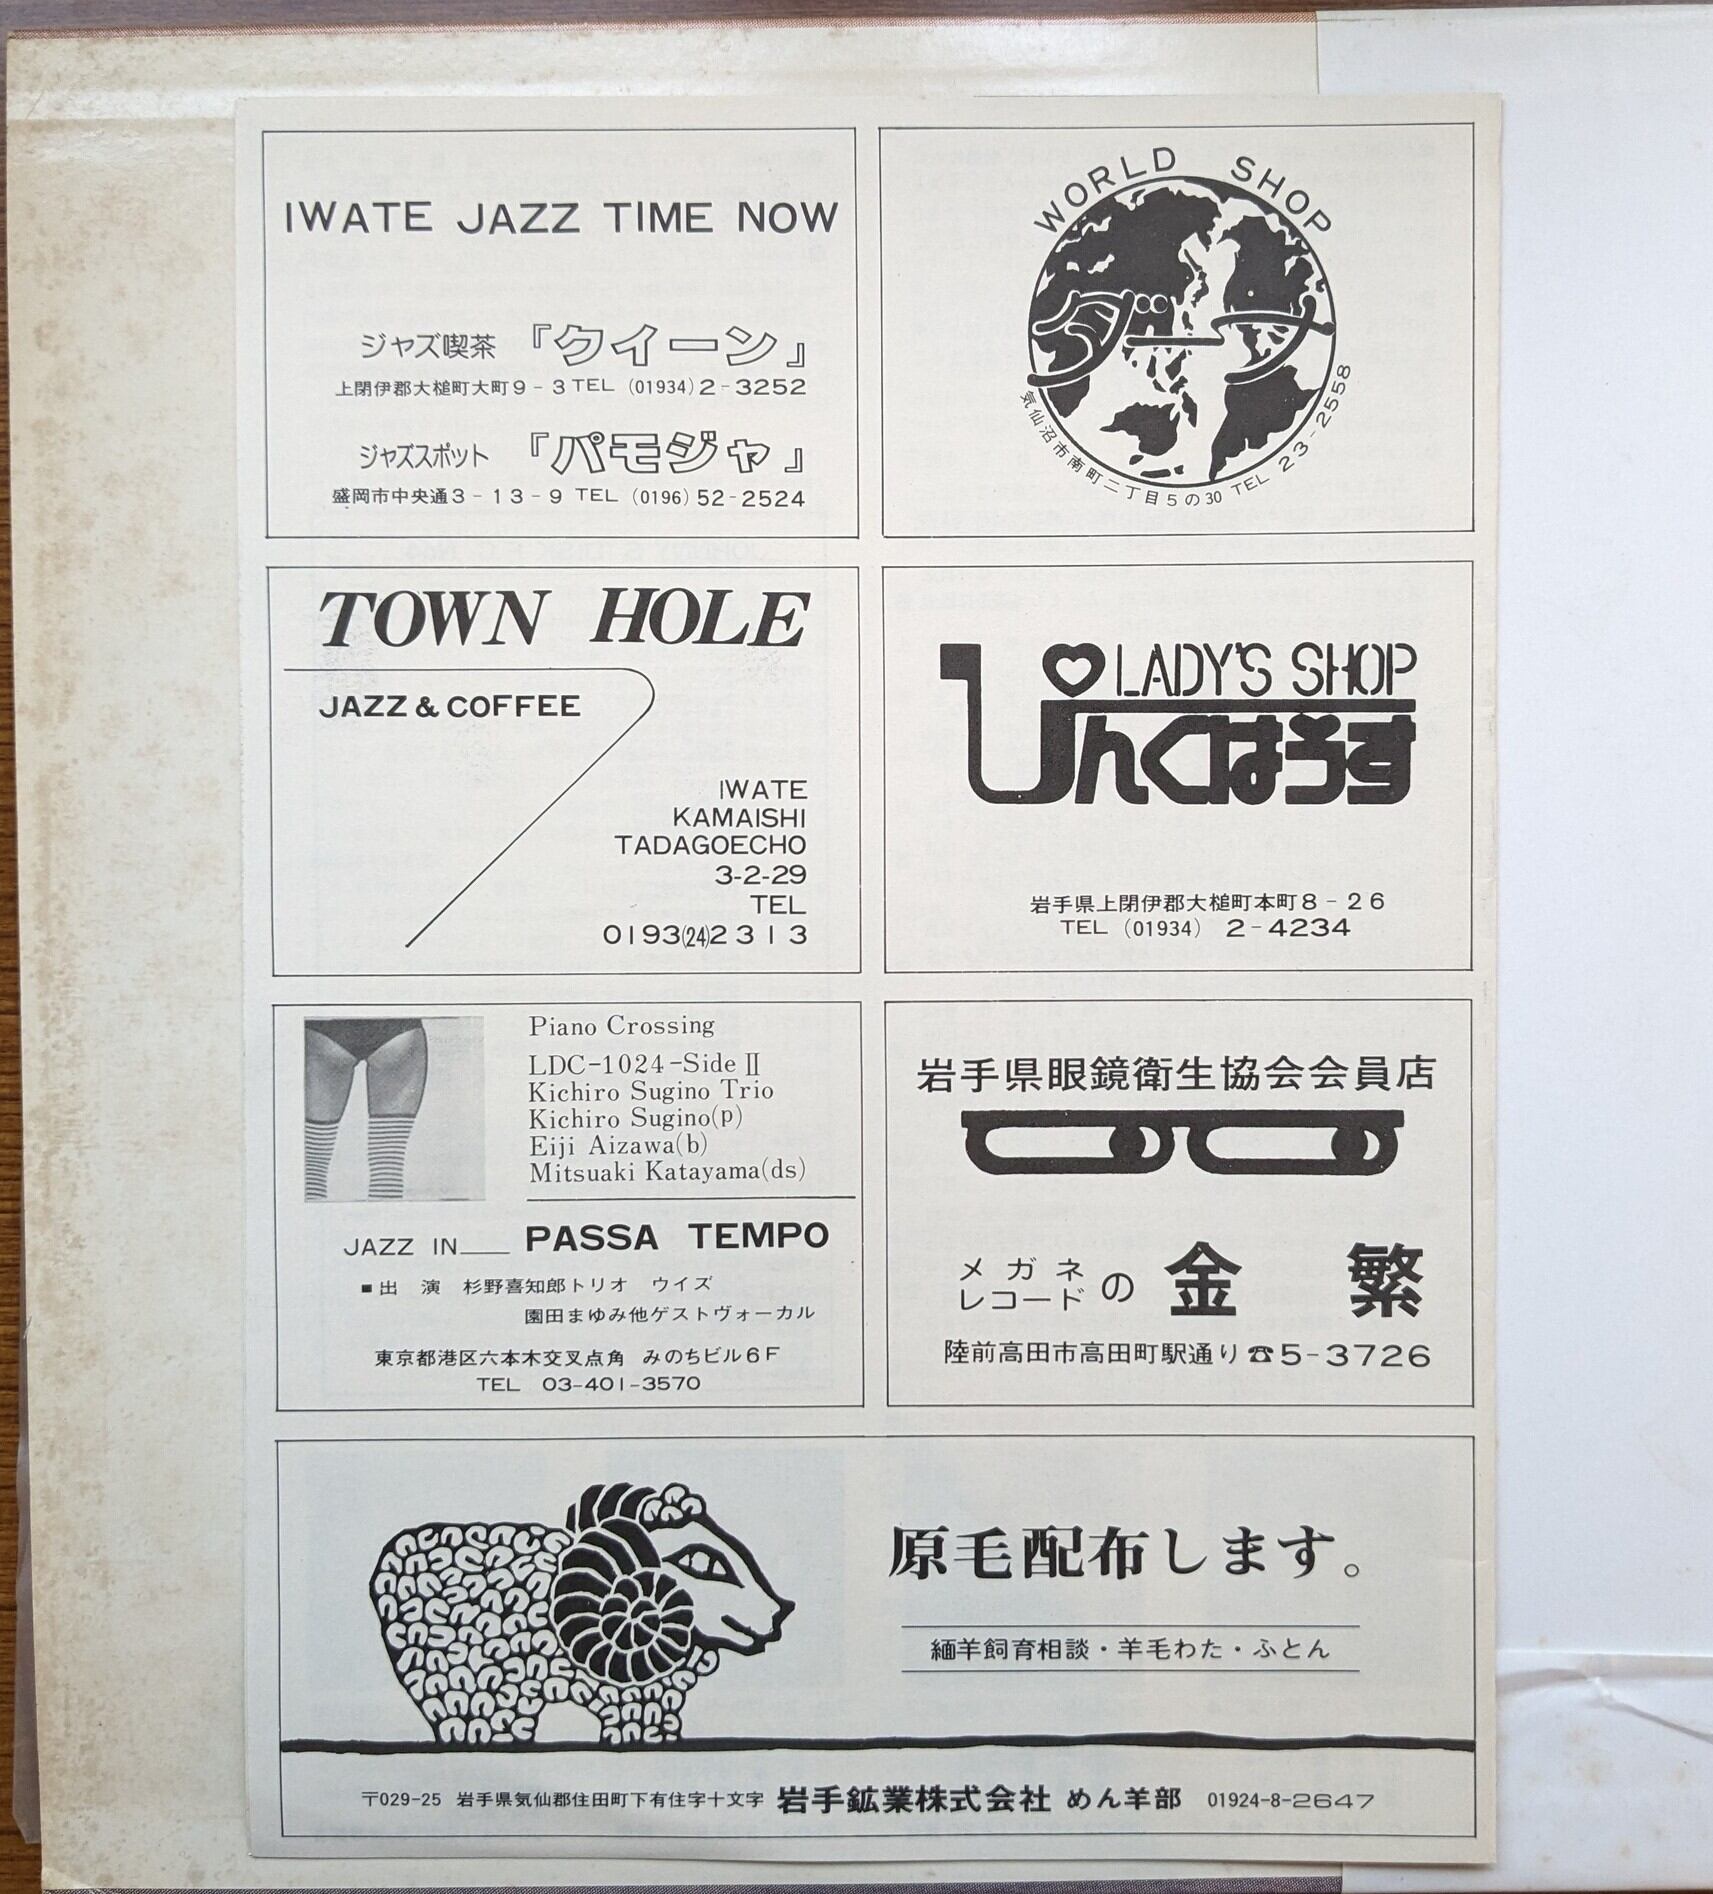 IWATE JAZZ TIME NOW
ジャズ喫茶 『クイーン』
上閉伊郡大槌町大町9-3 TEL (01934) 2-3252
ジャズスポット 『パモジャ』
盛岡市中央通3-13-9 TEL (0196) 52-2524
WORLD SHOP
グーフ
気仙沼市南町二丁目5の30 TEL 23-2558
TOWN HOLE
JAZZ & COFFEE
IWATE
KAMAISHI
TADAGOECHO
3-2-29
TEL
0193(24)2313
LADY'S SHOP
ぴんくはうす
岩手県上閉伊郡大槌町本町8-26
TEL (01934) 2-4234
Piano Crossing
LDC-1024-Side II
Kichiro Sugino Trio
Kichiro Sugino(p)
Eiji Aizawa(b)
Mitsuaki Katayama(ds)
JAZZ IN PASSA TEMPO
■出 演 杉野喜知郎トリオ ウイズ
園田まゆみ他ゲストヴォーカル
東京都港区六本木交叉点角 みのちビル6F
TEL 03-401-3570
岩手県眼鏡衛生協会会員店
メガネ
レコード の 金 繁
陸前高田市高田町駅通り☎5-3726
原毛配布します。
緬羊飼育相談・羊毛わた・ふとん
〒029-25 岩手県気仙郡住田町下有住字十文字 岩手鉱業株式会社 めん羊部 01924-8-2647